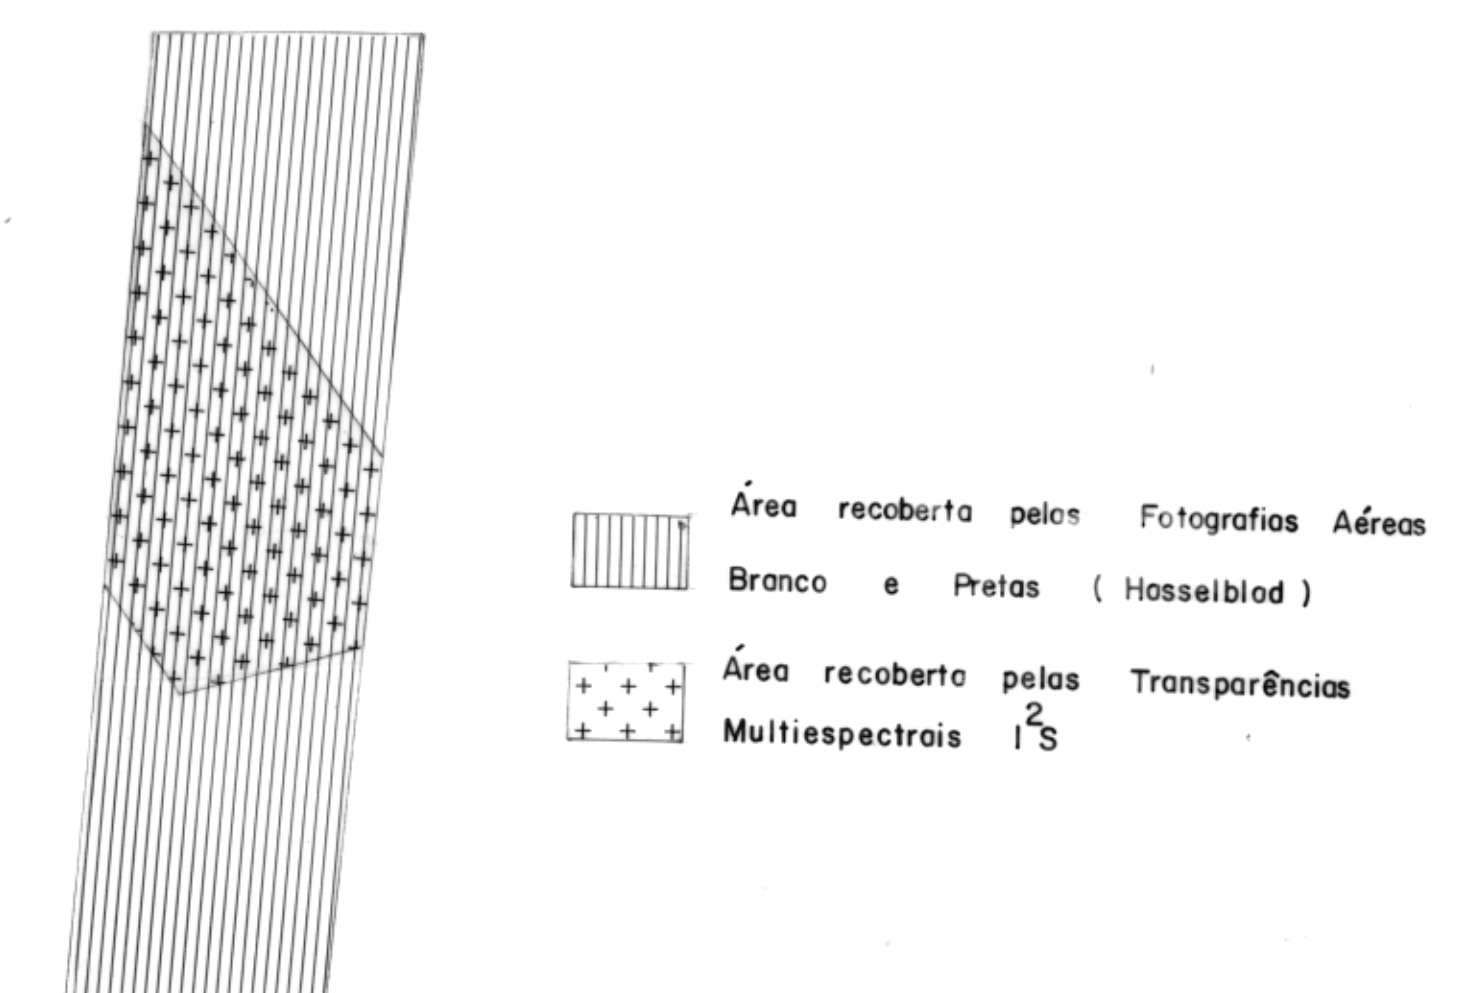 Área recoberta pelas Fotografias Aéreas
Branco e Pretas ( Hasselblad )
Área recoberta pelas Transparências
Multiespectrais I²S